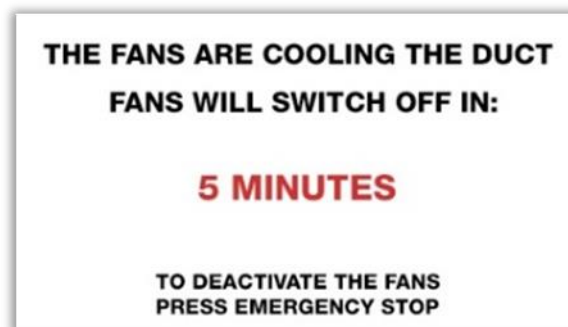 THE FANS ARE COOLING THE DUCT
FANS WILL SWITCH OFF IN:
5 MINUTES
TO DEACTIVATE THE FANS
PRESS EMERGENCY STOP